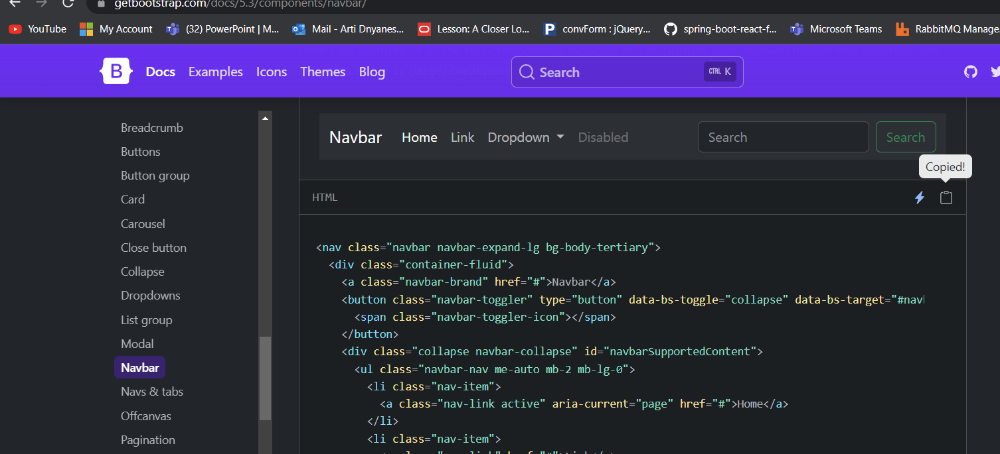 getbootstrap.com/docs/5.3/components/navbar/
YouTube My Account (32) PowerPoint | M... Mail - Arti Dnyanes... Lesson: A Closer Lo... P convForm : jQuery... spring-boot-react-f... Microsoft Teams RabbitMQ Manage
B Docs Examples Icons Themes Blog Search CTRL K
Breadcrumb
Buttons
Button group
Card
Carousel
Close button
Collapse
Dropdowns
List group
Modal
Navbar
Navs & tabs
Offcanvas
Pagination
Navbar Home Link Dropdown Disabled Search Search
Copied!
HTML
<nav class="navbar navbar-expand-lg bg-body-tertiary">
<div class="container-fluid">
<a class="navbar-brand" href="#">Navbar</a>
<button class="navbar-toggler" type="button" data-bs-toggle="collapse" data-bs-target="#navl
<span class="navbar-toggler-icon"></span>
</button>
<div class="collapse navbar-collapse" id="navbarSupportedContent">
<ul class="navbar-nav me-auto mb-2 mb-lg-0">
<li class="nav-item">
<a class="nav-link active" aria-current="page" href="#">Home</a>
</li>
<li class="nav-item">